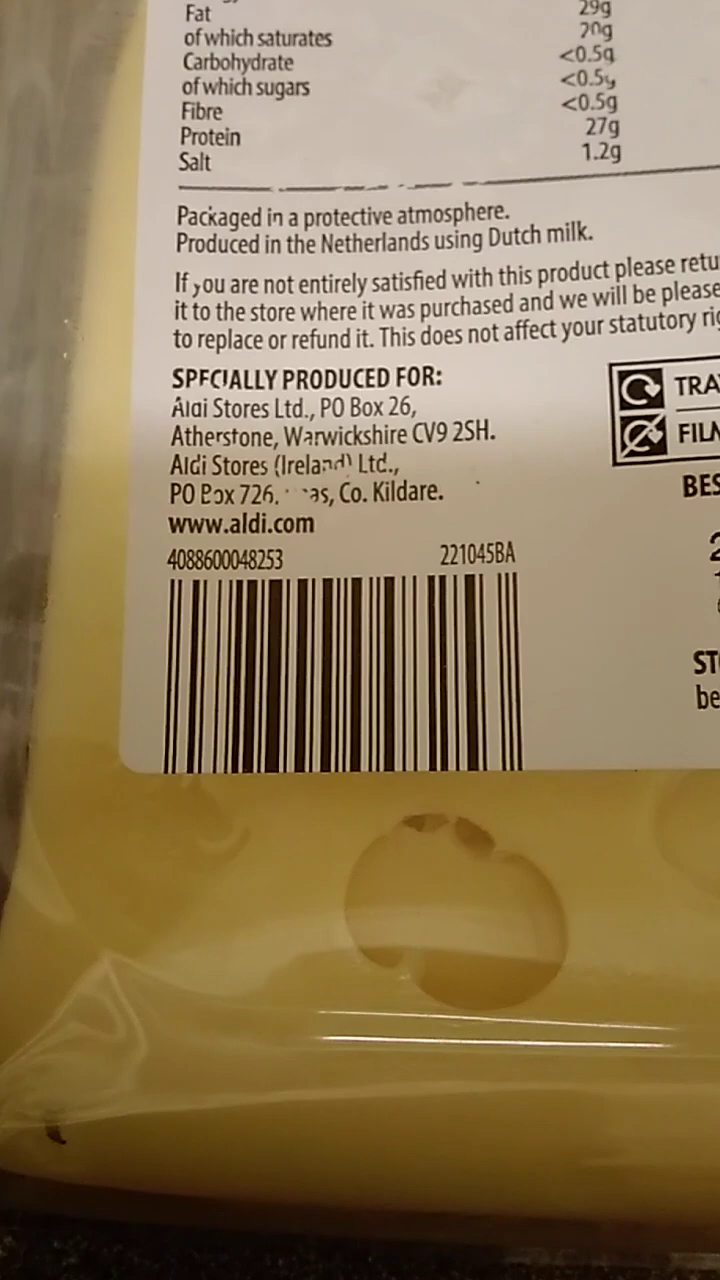 Fat 29g
of which saturates 20g
Carbohydrate <0.5g
of which sugars <0.5g
Fibre <0.5g
Protein 27g
Salt 1.2g
Packaged in a protective atmosphere.
Produced in the Netherlands using Dutch milk.
If you are not entirely satisfied with this product please retu
it to the store where it was purchased and we will be please
to replace or refund it. This does not affect your statutory rig
SPECIALLY PRODUCED FOR:
Aldi Stores Ltd., PO Box 26,
Atherstone, Warwickshire CV9 2SH.
Aldi Stores (Ireland) Ltd.,
PO Box 726, Co. Kildare.
www.aldi.com
4088600048253 221045BA
TRA
FILM
BES
2
ST
be